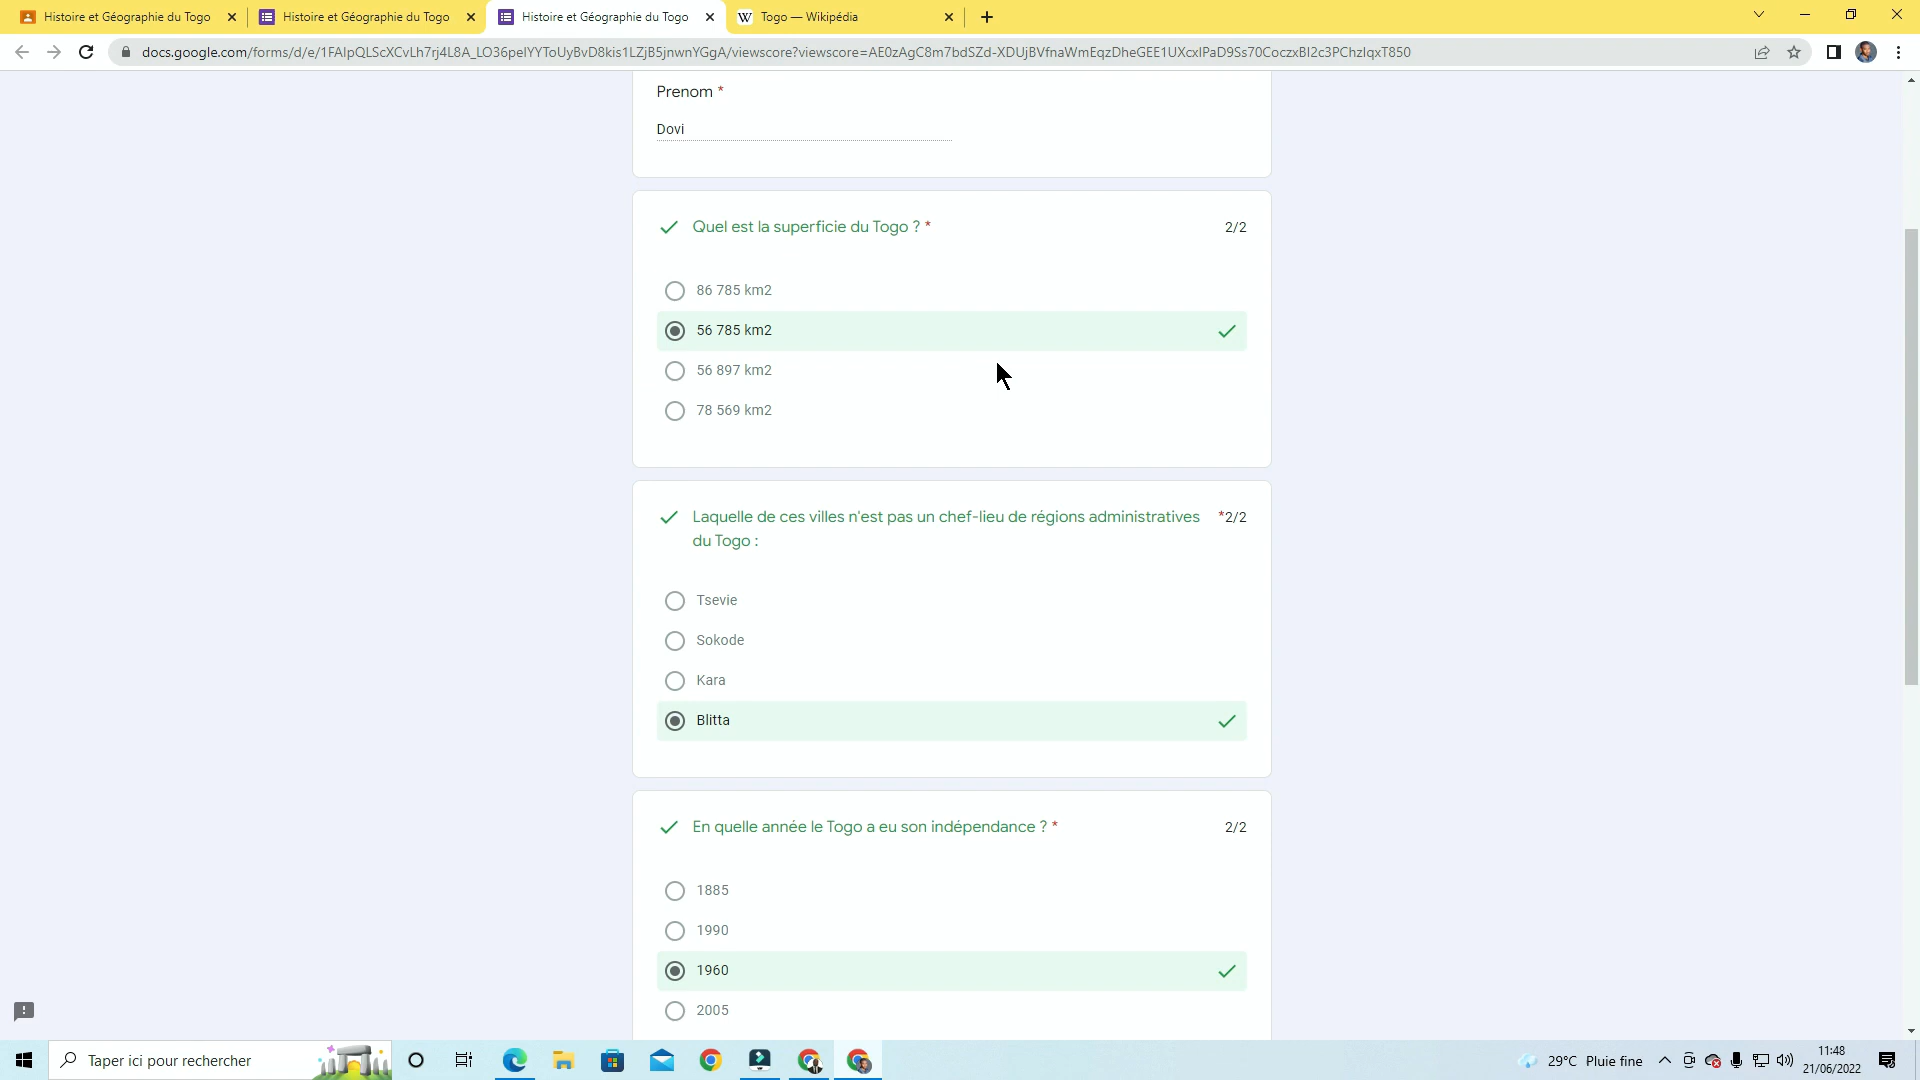 Histoire et Géographie du Togo
Histoire et Géographie du Togo
Histoire et Géographie du Togo
W Togo — Wikipédia
docs.google.com/forms/d/e/1FAIpQLScXCvLh7rj4L8A_LO36pelYYToUyBvD8kis1LZjB5jnwnYGgA/viewscore?viewscore=AE0zAgC8m7bdSZd-XDUjBVfnaWmEqzDheGEE1UXcxlPaD9Ss70CoczxBI2c3PChzlqxT850
Prenom *
Dovi
Quel est la superficie du Togo ? *
2/2
86 785 km2
56 785 km2
56 897 km2
78 569 km2
Laquelle de ces villes n'est pas un chef-lieu de régions administratives *2/2
du Togo :
Tsevie
Sokode
Kara
Blitta
En quelle année le Togo a eu son indépendance ? *
2/2
1885
1990
1960
2005
Taper ici pour rechercher
29°C Pluie fine
11:48
21/06/2022